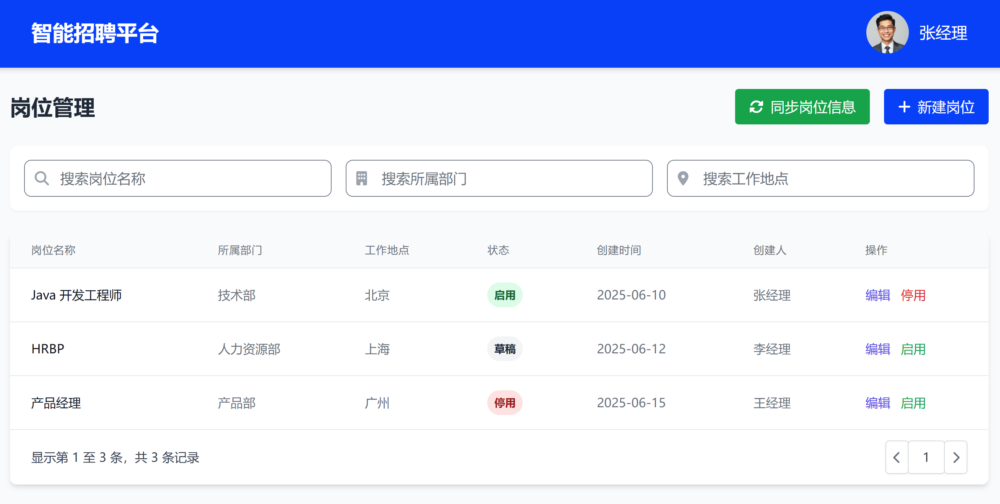 智能招聘平台
张经理
岗位管理
同步岗位信息
新建岗位
搜索岗位名称
搜索所属部门
搜索工作地点
岗位名称 所属部门 工作地点 状态 创建时间 创建人 操作
Java 开发工程师 技术部 北京 启用 2025-06-10 张经理 编辑 停用
HRBP 人力资源部 上海 草稿 2025-06-12 李经理 编辑 启用
产品经理 产品部 广州 停用 2025-06-15 王经理 编辑 启用
显示第 1 至 3 条，共 3 条记录
1